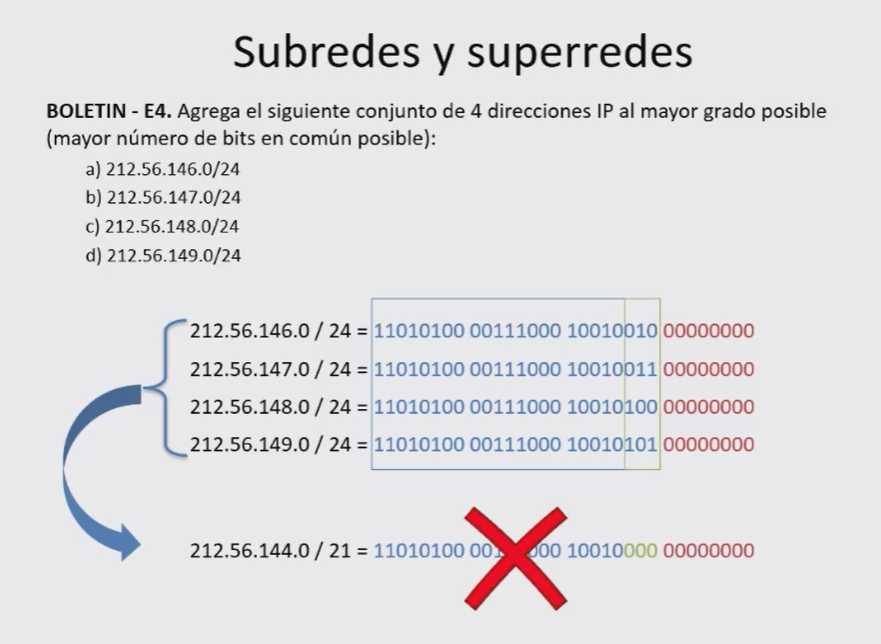 Subredes y superredes
BOLETIN - E4. Agrega el siguiente conjunto de 4 direcciones IP al mayor grado posible
(mayor número de bits en común posible):
a) 212.56.146.0/24
b) 212.56.147.0/24
c) 212.56.148.0/24
d) 212.56.149.0/24
212.56.146.0 / 24 = 11010100 00111000 10010010 00000000
212.56.147.0 / 24 = 11010100 00111000 10010011 00000000
212.56.148.0 / 24 = 11010100 00111000 10010100 00000000
212.56.149.0 / 24 = 11010100 00111000 10010101 00000000
212.56.144.0 / 21 = 11010100 10010000 00000000